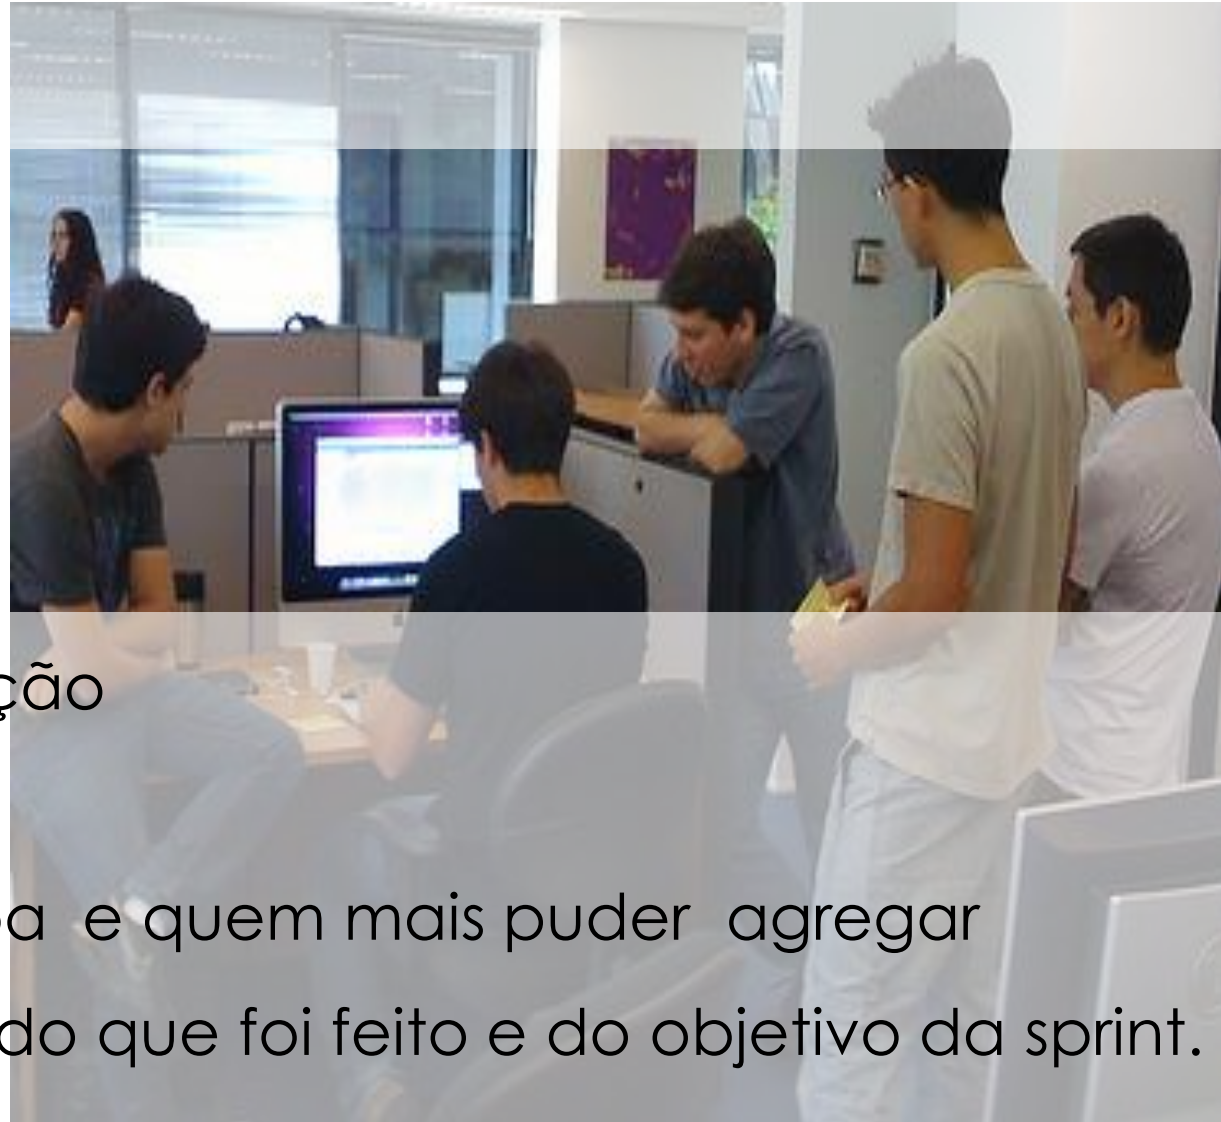 ção
a e quem mais puder agregar
do que foi feito e do objetivo da sprint.